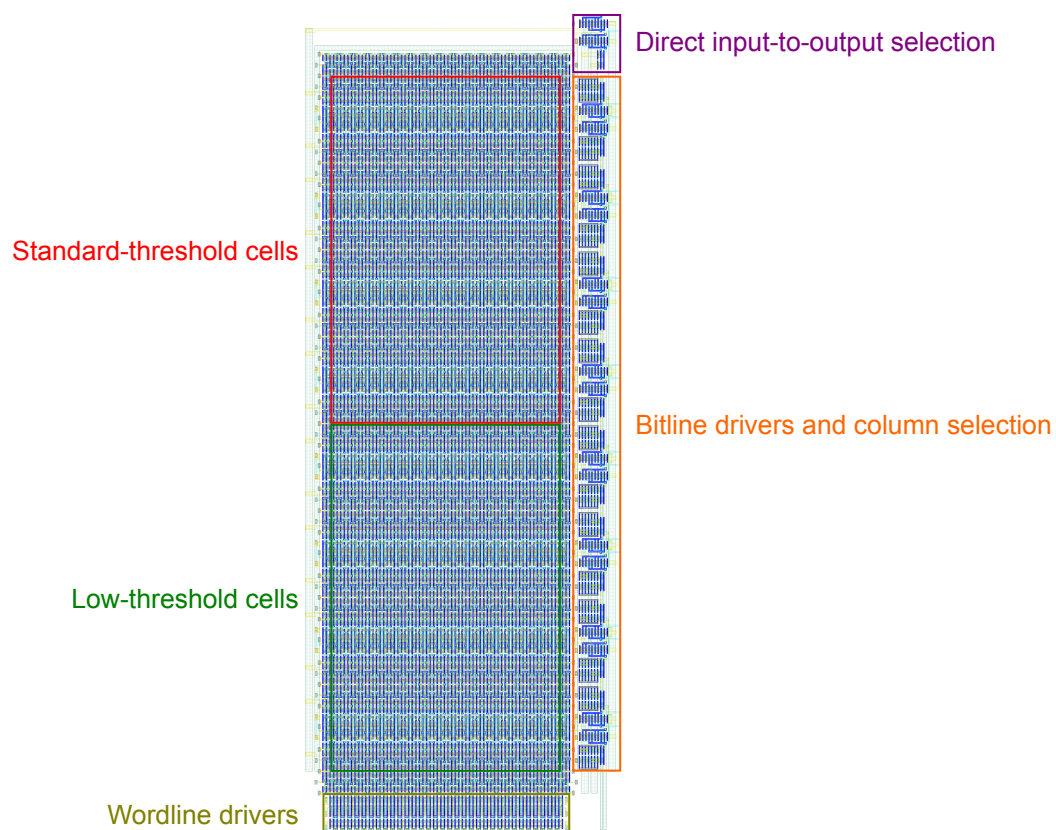 Direct input-to-output selection
Standard-threshold cells
Bitline drivers and column selection
Low-threshold cells
Wordline drivers